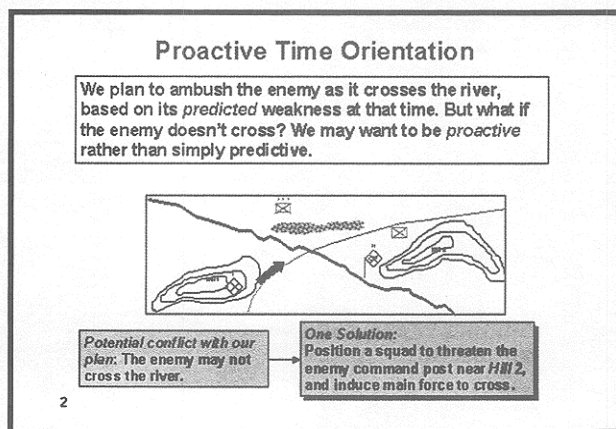 Proactive Time Orientation
We plan to ambush the enemy as it crosses the river,
based on its predicted weakness at that time. But what if
the enemy doesn't cross? We may want to be proactive
rather than simply predictive.
Potential conflict with our
plan: The enemy may not
cross the river.
One Solution:
Position a squad to threaten the
enemy command post near Hill 2,
and induce main force to cross.
2